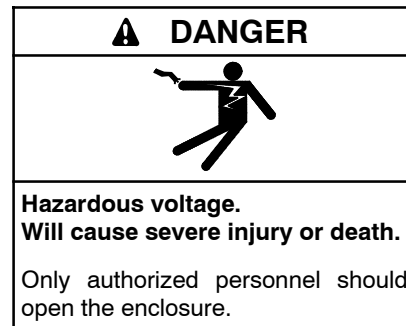 DANGER
Hazardous voltage.
Will cause severe injury or death.
Only authorized personnel should
open the enclosure.